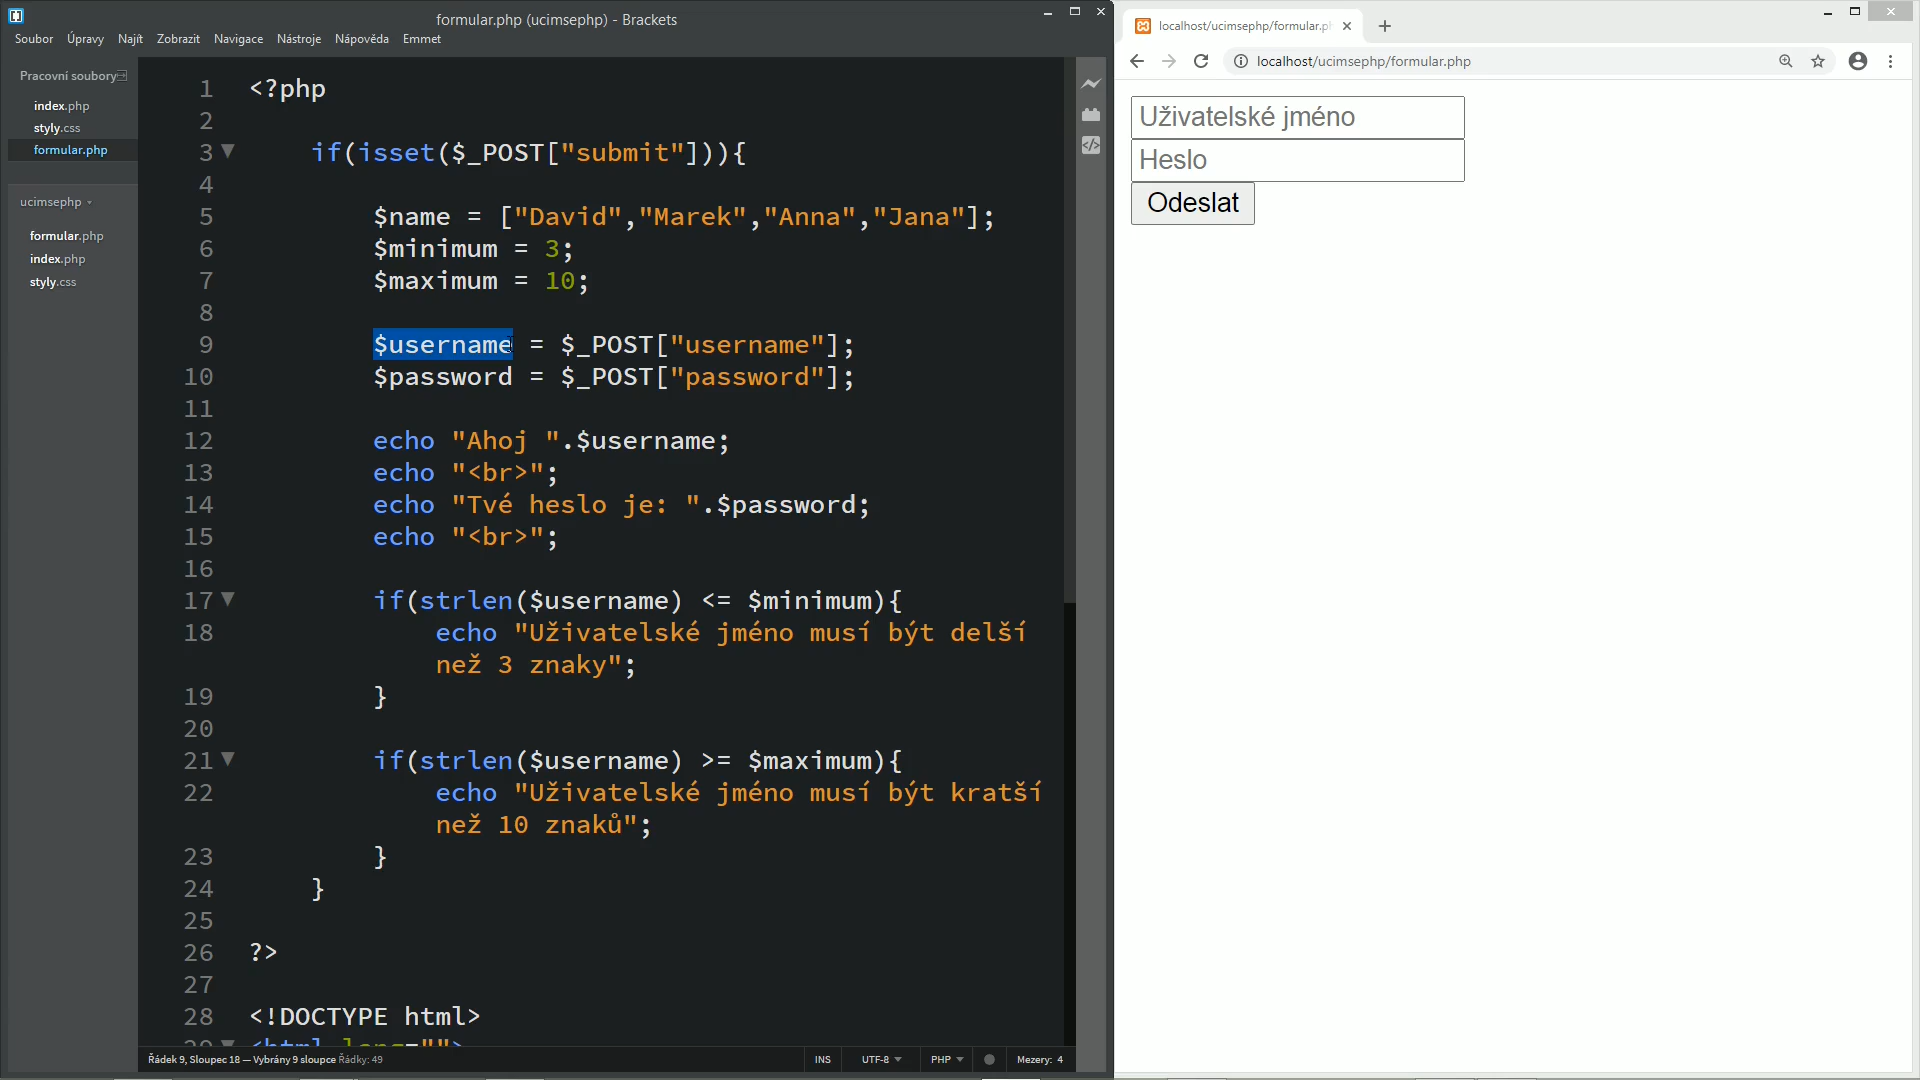 formular.php (ucimsephp) - Brackets
Soubor Úpravy Najít Zobrazit Navigace Nástroje Nápověda Emmet
Pracovní soubory
index.php
styly.css
formular.php
ucimsephp
formular.php
index.php
styly.css
1 <?php
2
3 if(isset($_POST["submit"])){
4
5 $name = ["David","Marek","Anna","Jana"];
6 $minimum = 3;
7 $maximum = 10;
8
9 $username = $_POST["username"];
10 $password = $_POST["password"];
11
12 echo "Ahoj ".$username;
13 echo "<br>";
14 echo "Tvé heslo je: ".$password;
15 echo "<br>";
16
17 if(strlen($username) <= $minimum){
18 echo "Uživatelské jméno musí být delší
než 3 znaky";
19 }
20
21 if(strlen($username) >= $maximum){
22 echo "Uživatelské jméno musí být kratší
než 10 znaků";
23 }
24 }
25
26 ?>
27
28 <!DOCTYPE html>
29 <html lang="">
Řádek 9, Sloupec 18 — Vybrány 9 sloupce Řádky: 49
INS UTF-8 PHP Mezery: 4
localhost/ucimsephp/formular.p
localhost/ucimsephp/formular.php
Uživatelské jméno
Heslo
Odeslat